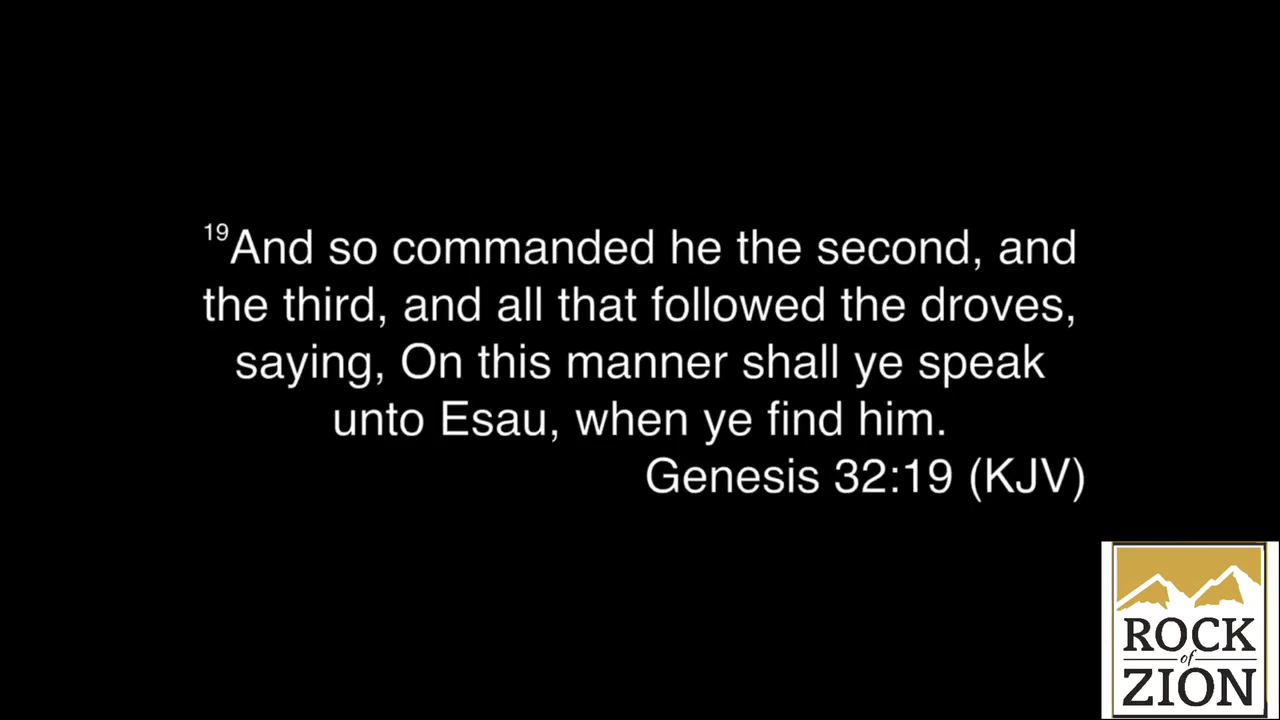 19And so commanded he the second, and
the third, and all that followed the droves,
saying, On this manner shall ye speak
unto Esau, when ye find him.
Genesis 32:19 (KJV)
ROCK
of
ZION